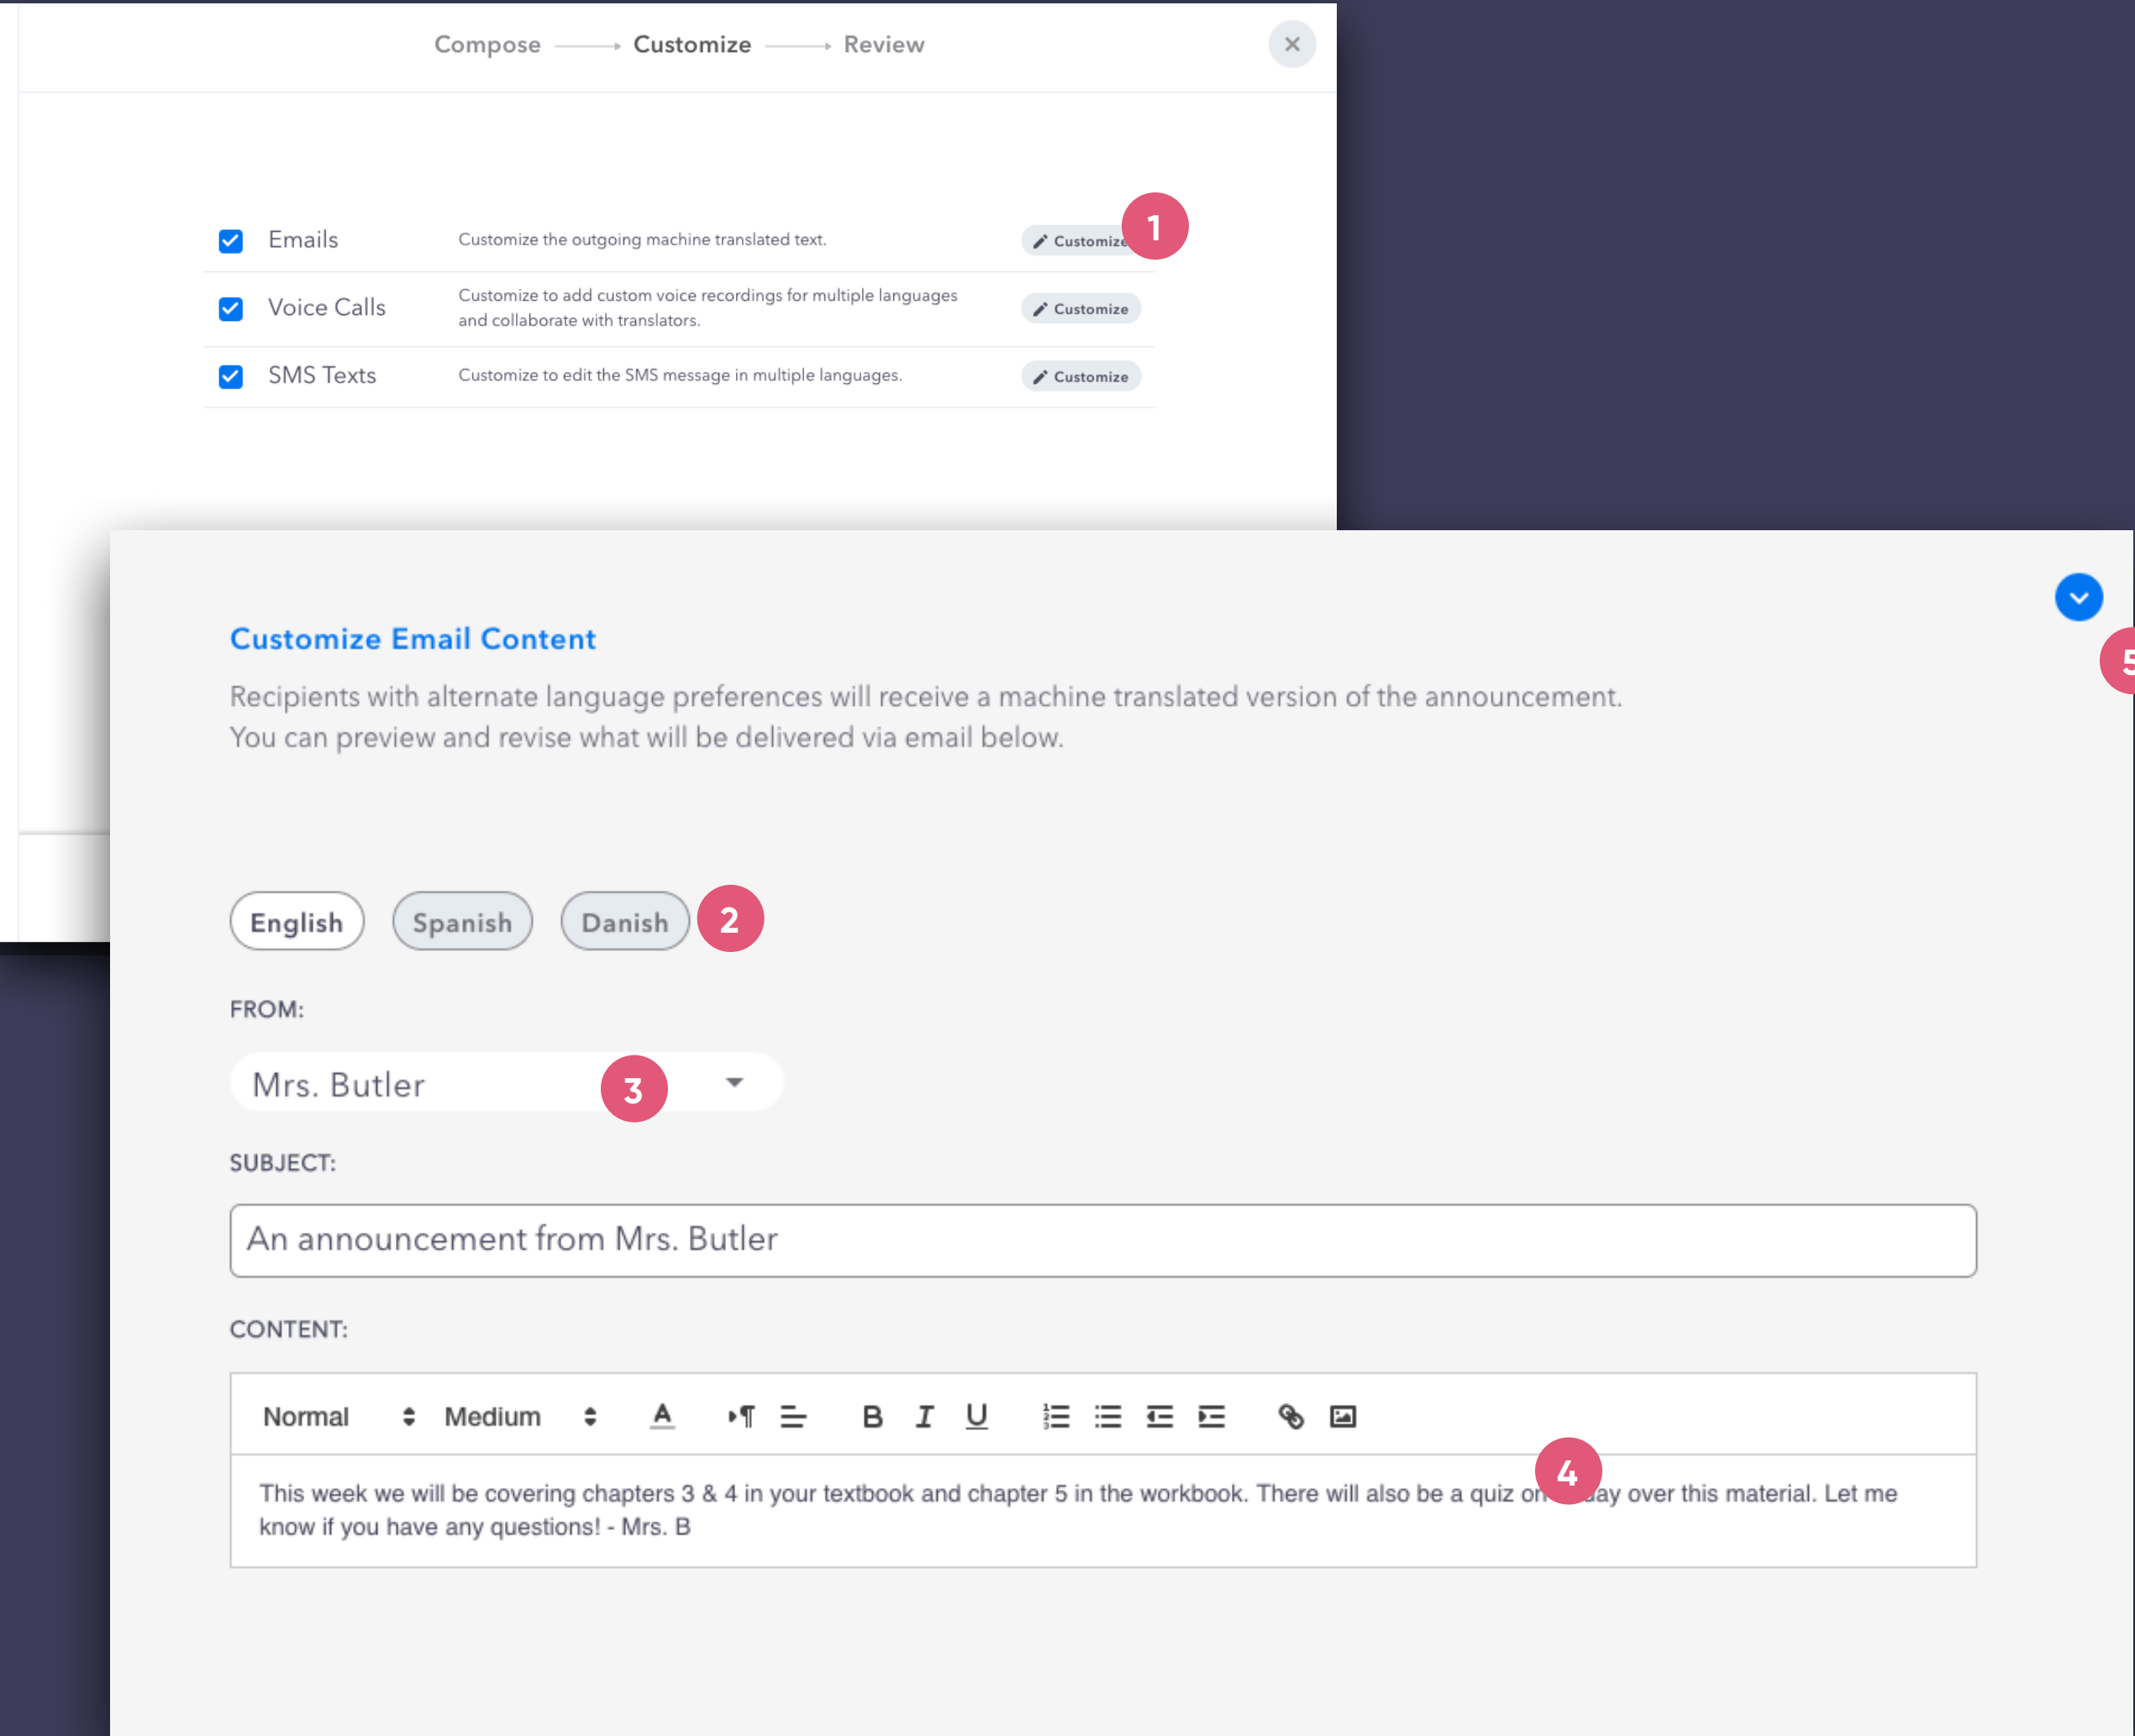 Compose Customize Review
Emails Customize the outgoing machine translated text. Customize
1
Voice Calls Customize to add custom voice recordings for multiple languages
and collaborate with translators. Customize
SMS Texts Customize to edit the SMS message in multiple languages. Customize
Customize Email Content
5
Recipients with alternate language preferences will receive a machine translated version of the announcement.
You can preview and revise what will be delivered via email below.
English Spanish Danish 2
FROM:
Mrs. Butler 3
SUBJECT:
An announcement from Mrs. Butler
CONTENT:
Normal Medium A B I U
4
This week we will be covering chapters 3 & 4 in your textbook and chapter 5 in the workbook. There will also be a quiz on over this material. Let me
know if you have any questions! - Mrs. B